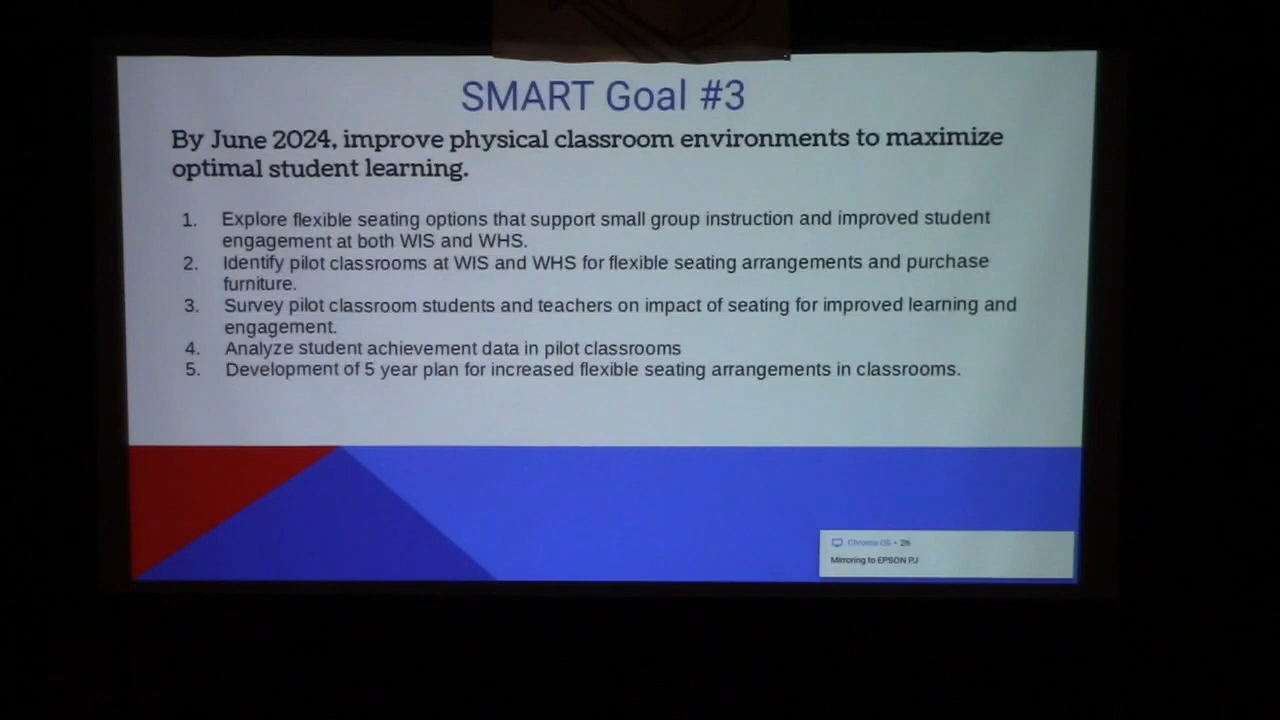 SMART Goal #3
By June 2024, improve physical classroom environments to maximize
optimal student learning.
1. Explore flexible seating options that support small group instruction and improved student
engagement at both WIS and WHS.
2. Identify pilot classrooms at WIS and WHS for flexible seating arrangements and purchase
furniture.
3. Survey pilot classroom students and teachers on impact of seating for improved learning and
engagement.
4. Analyze student achievement data in pilot classrooms
5. Development of 5 year plan for increased flexible seating arrangements in classrooms.
Chrome OS •
Mirroring to EPSON PJ